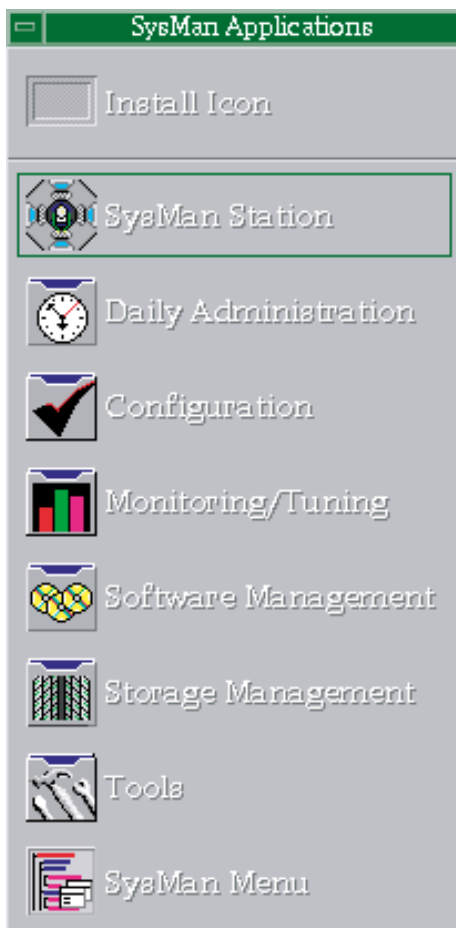 SysMan Applications
Install Icon
SysMan Station
Daily Administration
Configuration
Monitoring/Tuning
Software Management
Storage Management
Tools
SysMan Menu